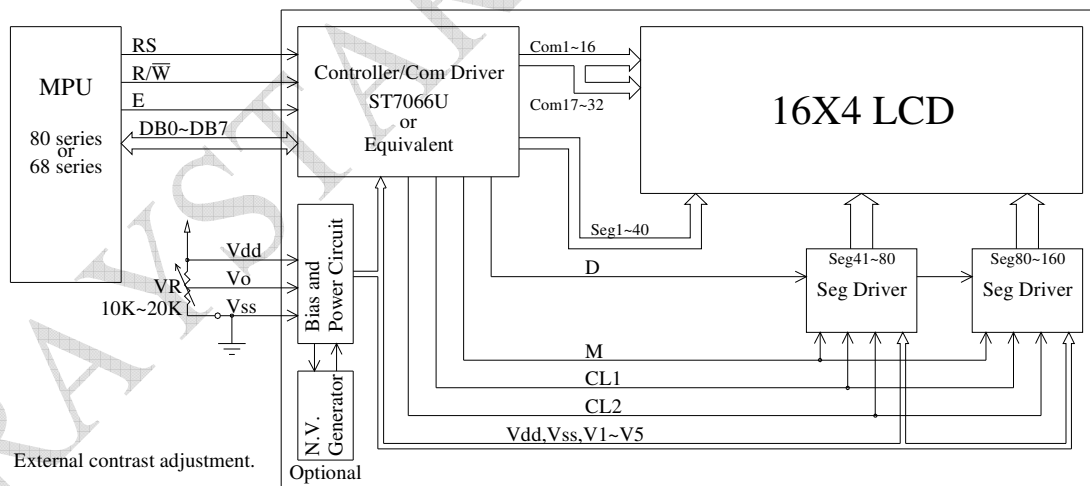 MPU
80 series
or
68 series
RS
R/W̅
E
DB0~DB7
Controller/Com Driver
ST7066U
or
Equivalent
Com1~16
Com17~32
16X4 LCD
Seg1~40
D
Seg41~80
Seg Driver
Seg80~160
Seg Driver
Vdd
Vo
Vss
VR
10K~20K
Bias and
Power Circuit
M
CL1
CL2
Vdd,Vss,V1~V5
N.V.
Generator
Optional
External contrast adjustment.
RAYSTAR